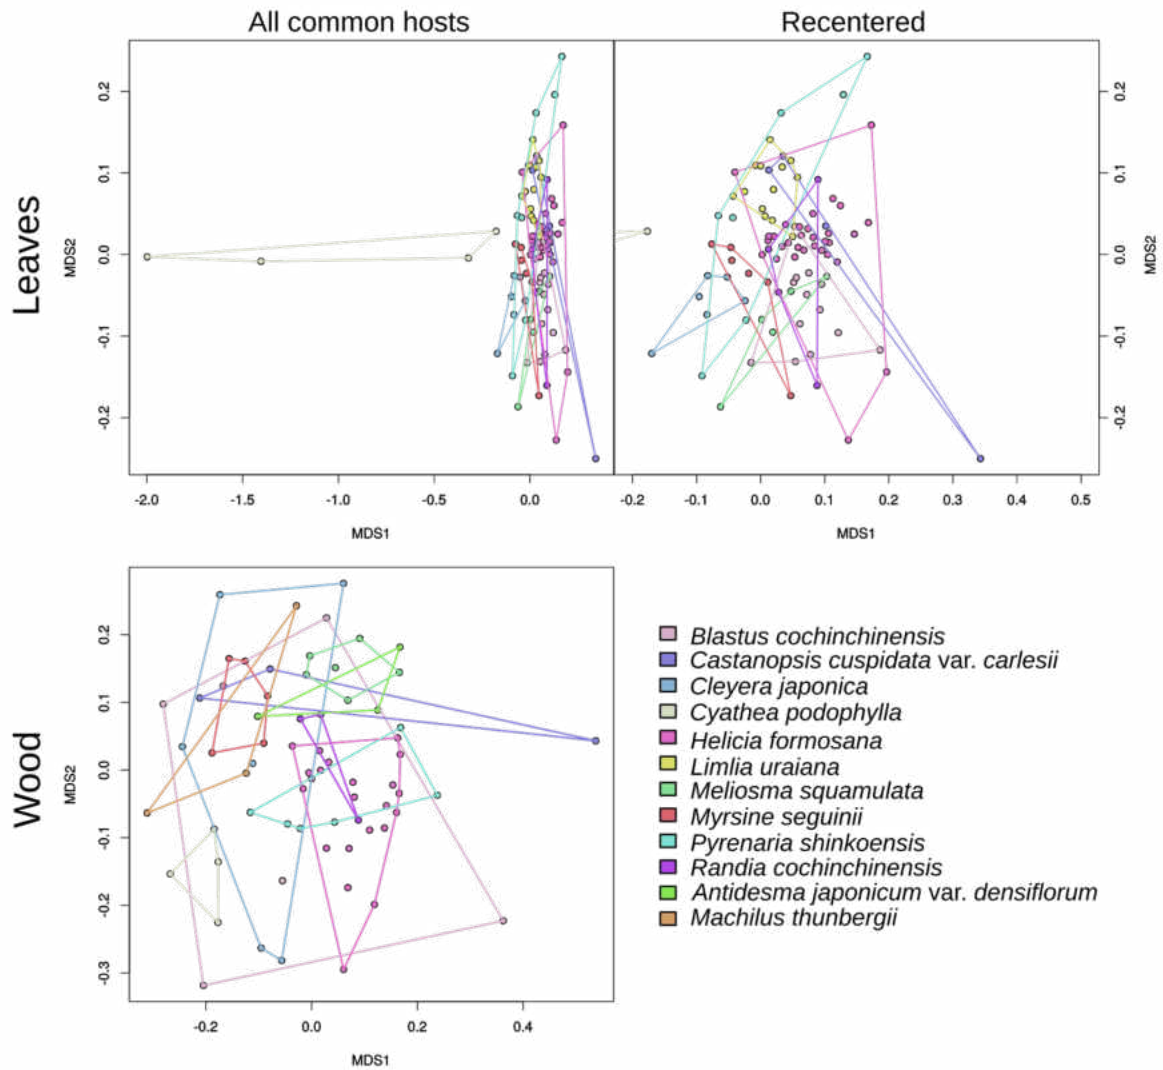 All common hosts
Recentered
Leaves
MDS2
0.2
0.1
0.0
-0.1
-0.2
-2.0 -1.5 -1.0 -0.5 0.0
MDS1
-0.2 -0.1 0.0 0.1 0.2 0.3 0.4 0.5
MDS1
0.2
0.1
0.0
-0.1
-0.2
MDS2
Wood
MDS2
0.2
0.1
0.0
-0.1
-0.2
-0.3
-0.2 0.0 0.2 0.4
MDS1
Blastus cochinchinensis
Castanopsis cuspidata var. carlesii
Cleyera japonica
Cyathea podophylla
Helicia formosana
Limlia uraiana
Meliosma squamulata
Myrsine seguinii
Pyrenaria shinkoensis
Randia cochinchinensis
Antidesma japonicum var. densiflorum
Machilus thunbergii